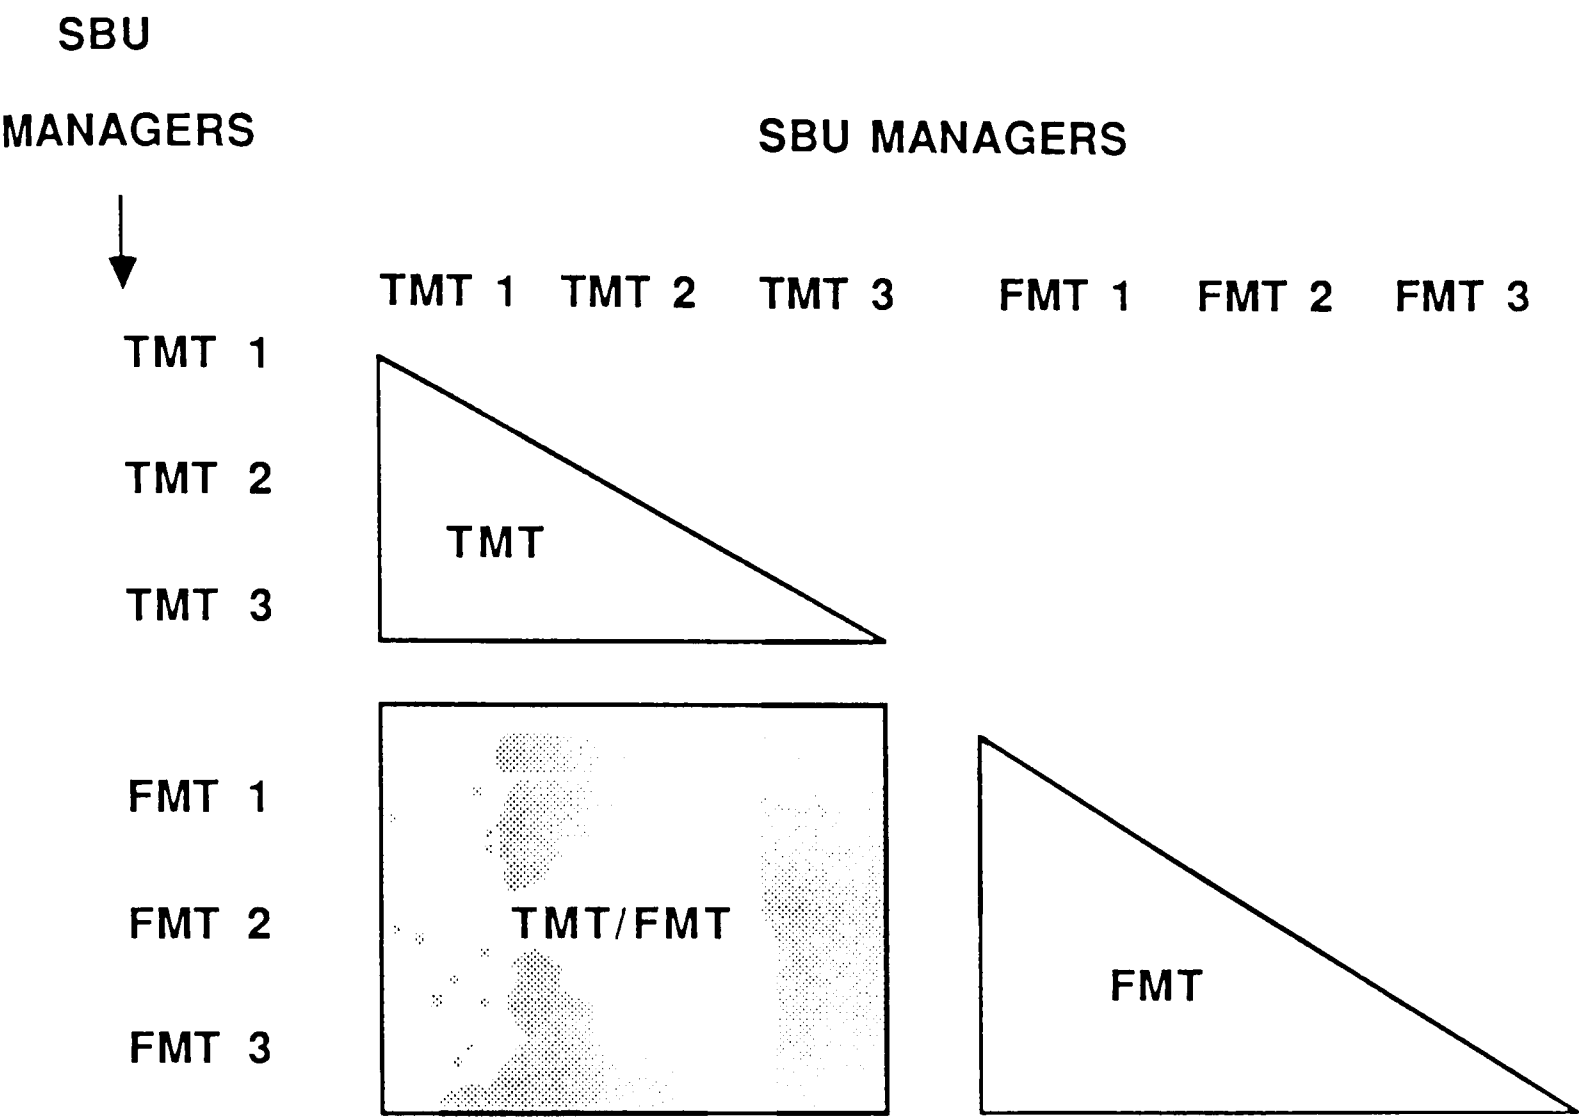 SBU
MANAGERS
SBU MANAGERS
TMT 1 TMT 2 TMT 3 FMT 1 FMT 2 FMT 3
TMT 1
TMT 2
TMT
TMT 3
FMT 1
FMT 2
TMT/FMT
FMT
FMT 3